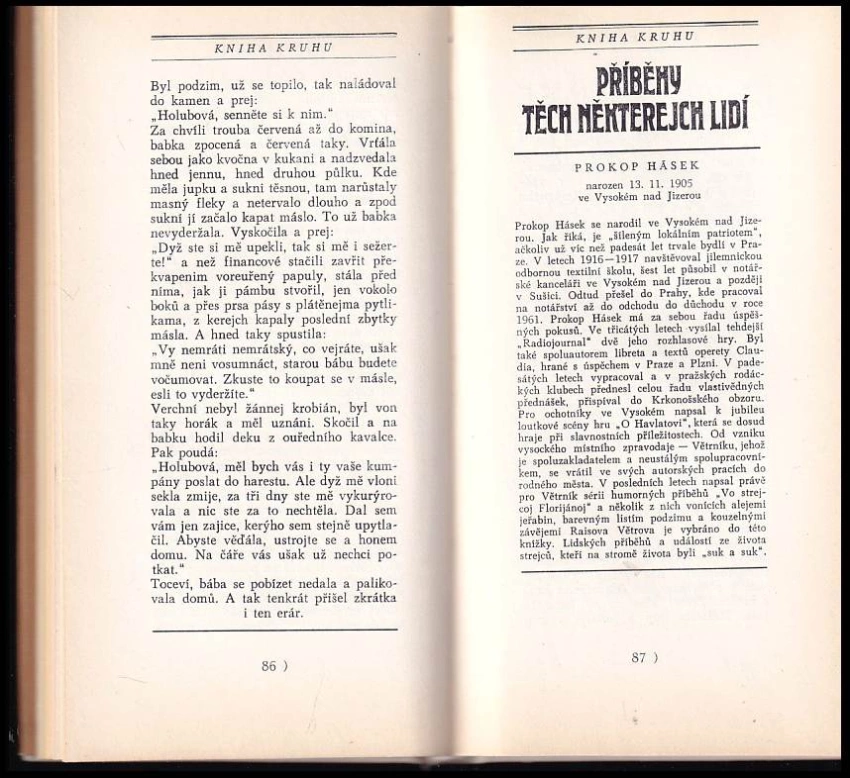 KNIHA KRUHU
Byl podzim, už se topilo, tak naládoval
do kamen a prej:
„Holubová, senněte si k nim.“
Za chvíli trouba červená až do komina,
babka zpocená a červená taky. Vrťála
sebou jako kvočna v kukani a nadzvedala
hned jennu, hned druhou půlku. Kde
měla jupku a sukni těsnou, tam narůstaly
masný fleky a netervalo dlouho a zpod
sukní jí začalo kapat máslo. To už babka
nevyderžala. Vyskočila a prej:
„Dyž ste si mě upekli, tak si mě i sežer-
te!“ a než financové stačili zavřit pře-
kvapenim voreuřený papuly, stála před
nima, jak ji pámbu stvořil, jen vokolo
boků a přes prsa pásy s plátěnejma pytli-
kama, z kerejch kapaly poslední zbytky
másla. A hned taky spustila:
„Vy nemráti nemrátský, co vejráte, ušak
mně neni vosumnáct, starou bábu budete
vočumovat. Zkuste to koupat se v másle,
esli to vyderžíte.“
Verchni nebyl žánnej krobián, byl von
taky horák a měl uznáni. Skočil a na
babku hodil deku z ouředního kavalce.
Pak poudá:
„Holubová, měl bych vás i ty vaše kum-
pány poslat do harestu. Ale dyž mě vloni
sekla zmije, za tři dny ste mě vykurýro-
vala a nic ste za to nechtěla. Dal sem
vám jen zajice, kerýho sem stejně upytla-
čil. Abyste věďála, ustrojte se a honem
domu. Na čáře vás ušak už nechci po-
tkat.“
Toceví, bába se pobízet nedala a paliko-
vala domů. A tak tenkrát přišel zkrátka
i ten erár.
86 )
KNIHA KRUHU
PŘÍBĚHY
TĚCH NĚKTEREJCH LIDÍ
PROKOP HÁSEK
narozen 13. 11. 1905
ve Vysokém nad Jizerou
Prokop Hásek se narodil ve Vysokém nad Jize-
rou. Jak říká, je „šíleným lokálním patriotem“,
ačkoliv už víc než padesát let trvale bydlí v Pra-
ze. V letech 1916—1917 navštěvoval jilemnickou
odbornou textilní školu, šest let působil v notář-
ské kanceláři ve Vysokém nad Jizerou a později
v Sušici. Odtud přešel do Prahy, kde pracoval
na notářství až do odchodu do důchodu v roce
1961. Prokop Hásek má za sebou řadu úspěš-
ných pokusů. Ve třicátých letech vysílal tehdejší
„Radiojournal“ dvě jeho rozhlasové hry. Byl
také spoluautorem libreta a textů operety Clau-
dia, hrané s úspěchem v Praze a Plzni. V pade-
sátých letech vypracoval a v pražských rodác-
kých klubech přednesl celou řadu vlastivědných
přednášek, přispíval do Krkonošského obzoru.
Pro ochotníky ve Vysokém napsal k jubileu
loutkové scény hru „O Havlatovi“, která se dosud
hraje při slavnostních příležitostech. Od vzniku
vysockého místního zpravodaje — Větrníku, jehož
je spoluzakladatelem a neustálým spolupracovní-
kem, se vrátil ve svých autorských pracích do
rodného města. V posledních letech napsal právě
pro Větrník sérii humorných příběhů „Vo strej-
coj Florijánoj“ a několik z nich vonících alejemi
jeřabin, barevným listím podzimu a kouzelnými
závějemi Raisova Větrova je vybráno do této
knížky. Lidských příběhů a událostí ze života
strejců, kteří na stromě života byli „suk a suk“.
87 )